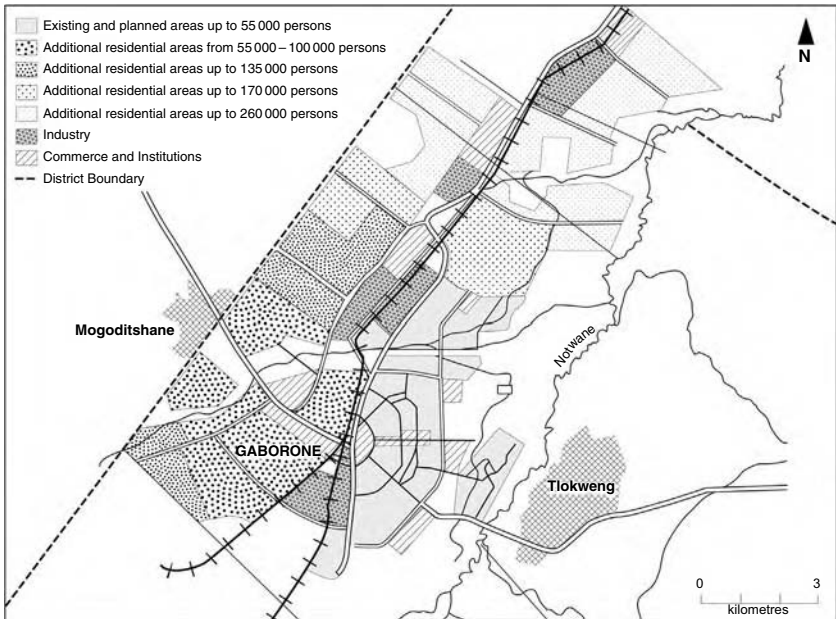 Existing and planned areas up to 55 000 persons
Additional residential areas from 55 000 – 100 000 persons
Additional residential areas up to 135 000 persons
Additional residential areas up to 170 000 persons
Additional residential areas up to 260 000 persons
Industry
Commerce and Institutions
District Boundary
N
Mogoditshane
Notwane
GABORONE
Tlokweng
0 3
kilometres